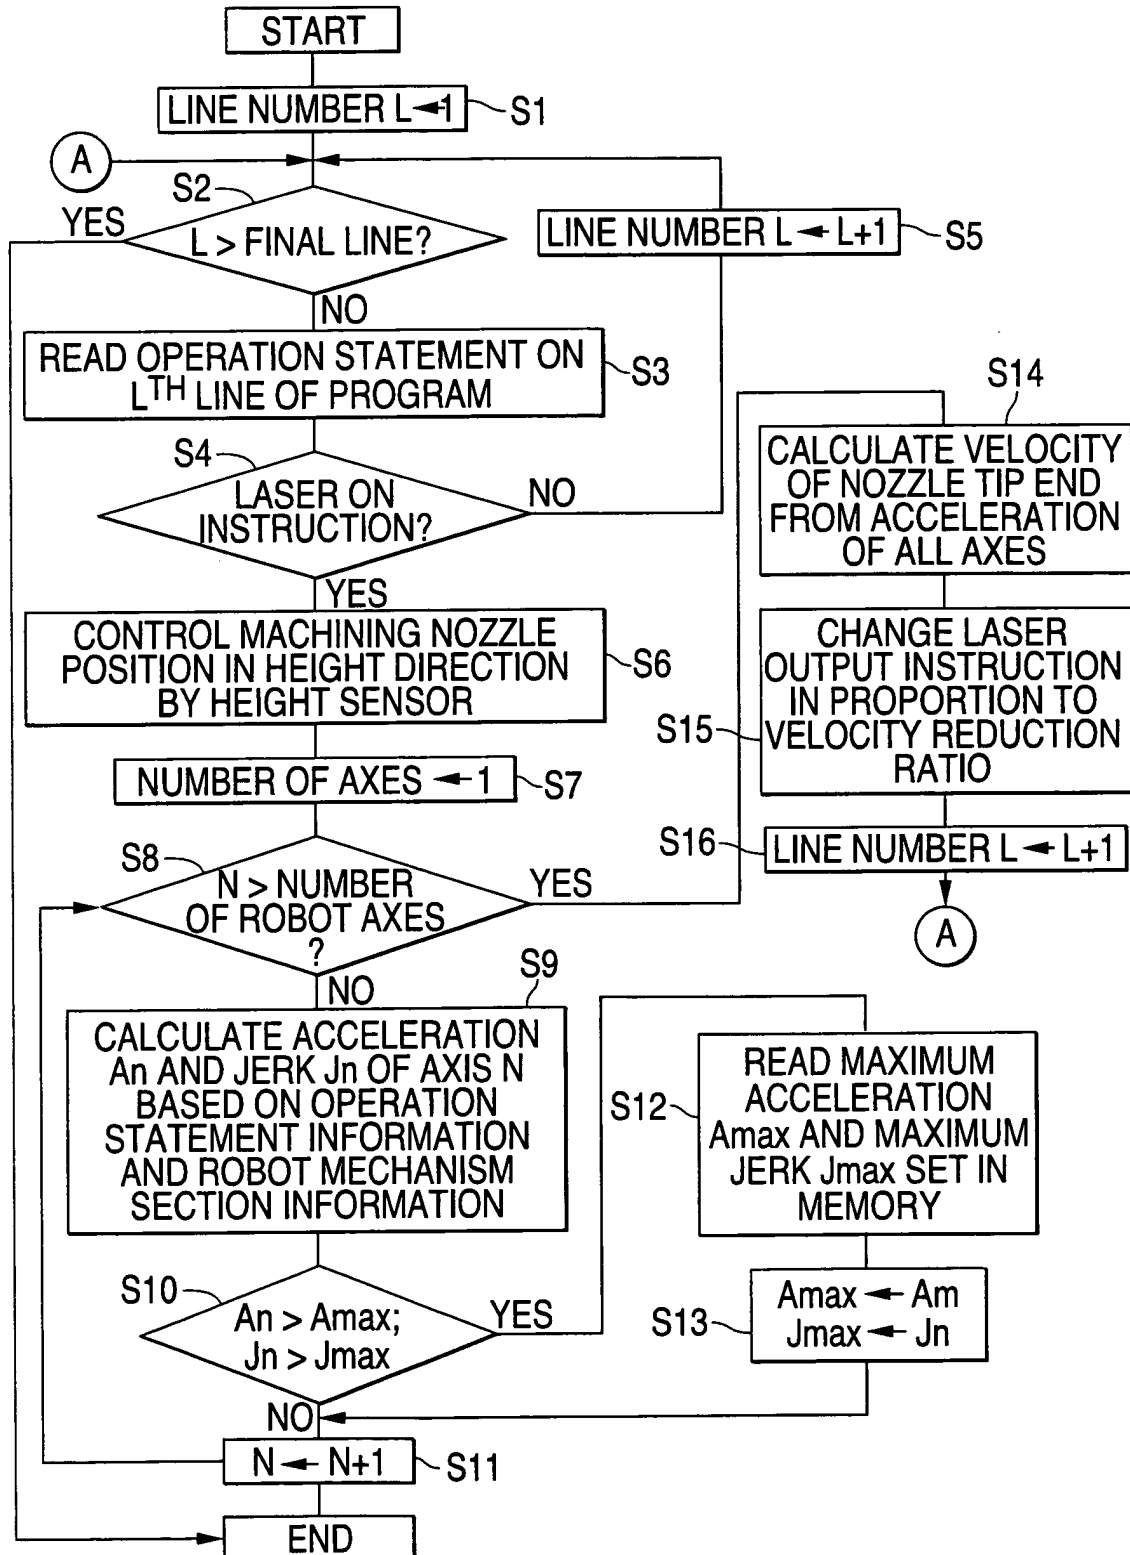 START
LINE NUMBER L ← 1
S1
A
S2
YES
L > FINAL LINE?
NO
LINE NUMBER L ← L+1
S5
READ OPERATION STATEMENT ON
LTH LINE OF PROGRAM
S3
S4
LASER ON
INSTRUCTION?
NO
YES
CONTROL MACHINING NOZZLE
POSITION IN HEIGHT DIRECTION
BY HEIGHT SENSOR
S6
NUMBER OF AXES ← 1
S7
S8
N > NUMBER
OF ROBOT AXES
?
YES
NO
S14
CALCULATE VELOCITY
OF NOZZLE TIP END
FROM ACCELERATION
OF ALL AXES
CHANGE LASER
OUTPUT INSTRUCTION
IN PROPORTION TO
VELOCITY REDUCTION
RATIO
S15
S16
LINE NUMBER L ← L+1
A
S9
CALCULATE ACCELERATION
An AND JERK Jn OF AXIS N
BASED ON OPERATION
STATEMENT INFORMATION
AND ROBOT MECHANISM
SECTION INFORMATION
S10
An > Amax;
Jn > Jmax
YES
NO
S12
READ MAXIMUM
ACCELERATION
Amax AND MAXIMUM
JERK Jmax SET IN
MEMORY
S13
Amax ← Am
Jmax ← Jn
N ← N+1
S11
END